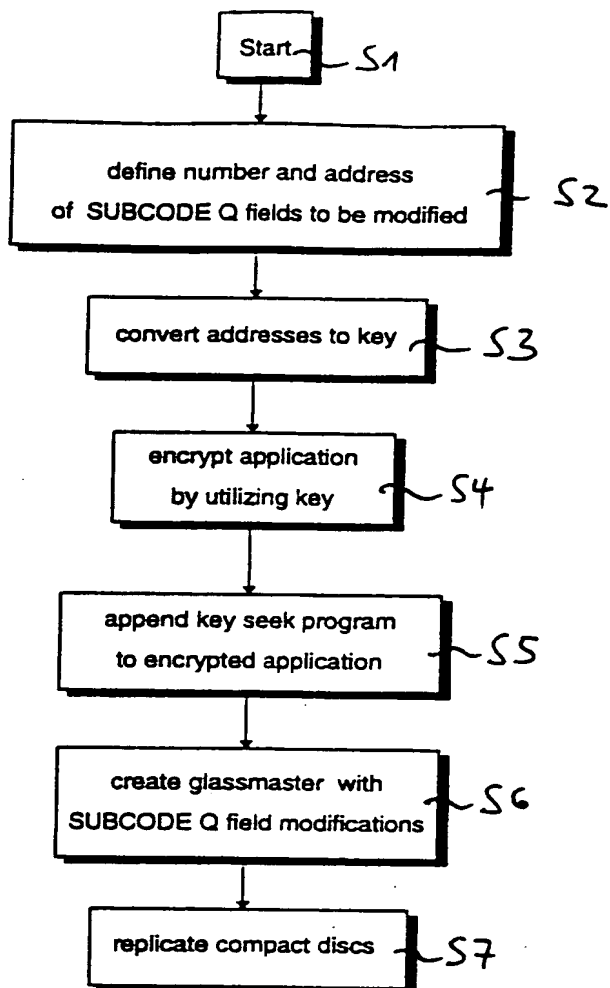 Start S1
define number and address
of SUBCODE Q fields to be modified S2
convert addresses to key S3
encrypt application
by utilizing key S4
append key seek program
to encrypted application S5
create glassmaster with
SUBCODE Q field modifications S6
replicate compact discs S7